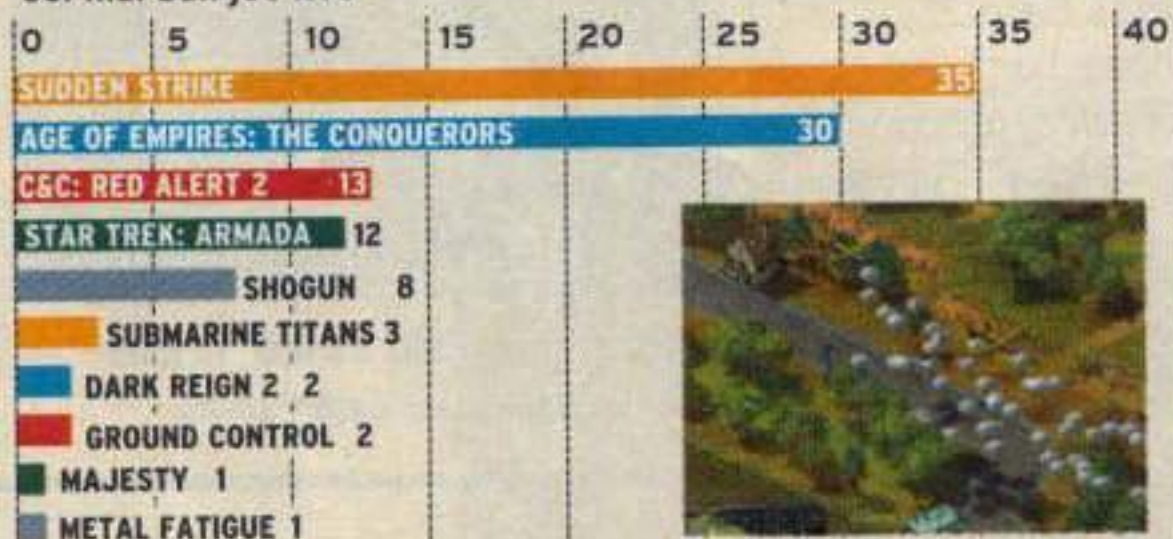 0 5 10 15 20 25 30 35 40
SUDDEN STRIKE 35
AGE OF EMPIRES: THE CONQUERORS 30
C&C: RED ALERT 2 13
STAR TREK: ARMADA 12
SHOGUN 8
SUBMARINE TITANS 3
DARK REIGN 2 2
GROUND CONTROL 2
MAJESTY 1
METAL FATIGUE 1